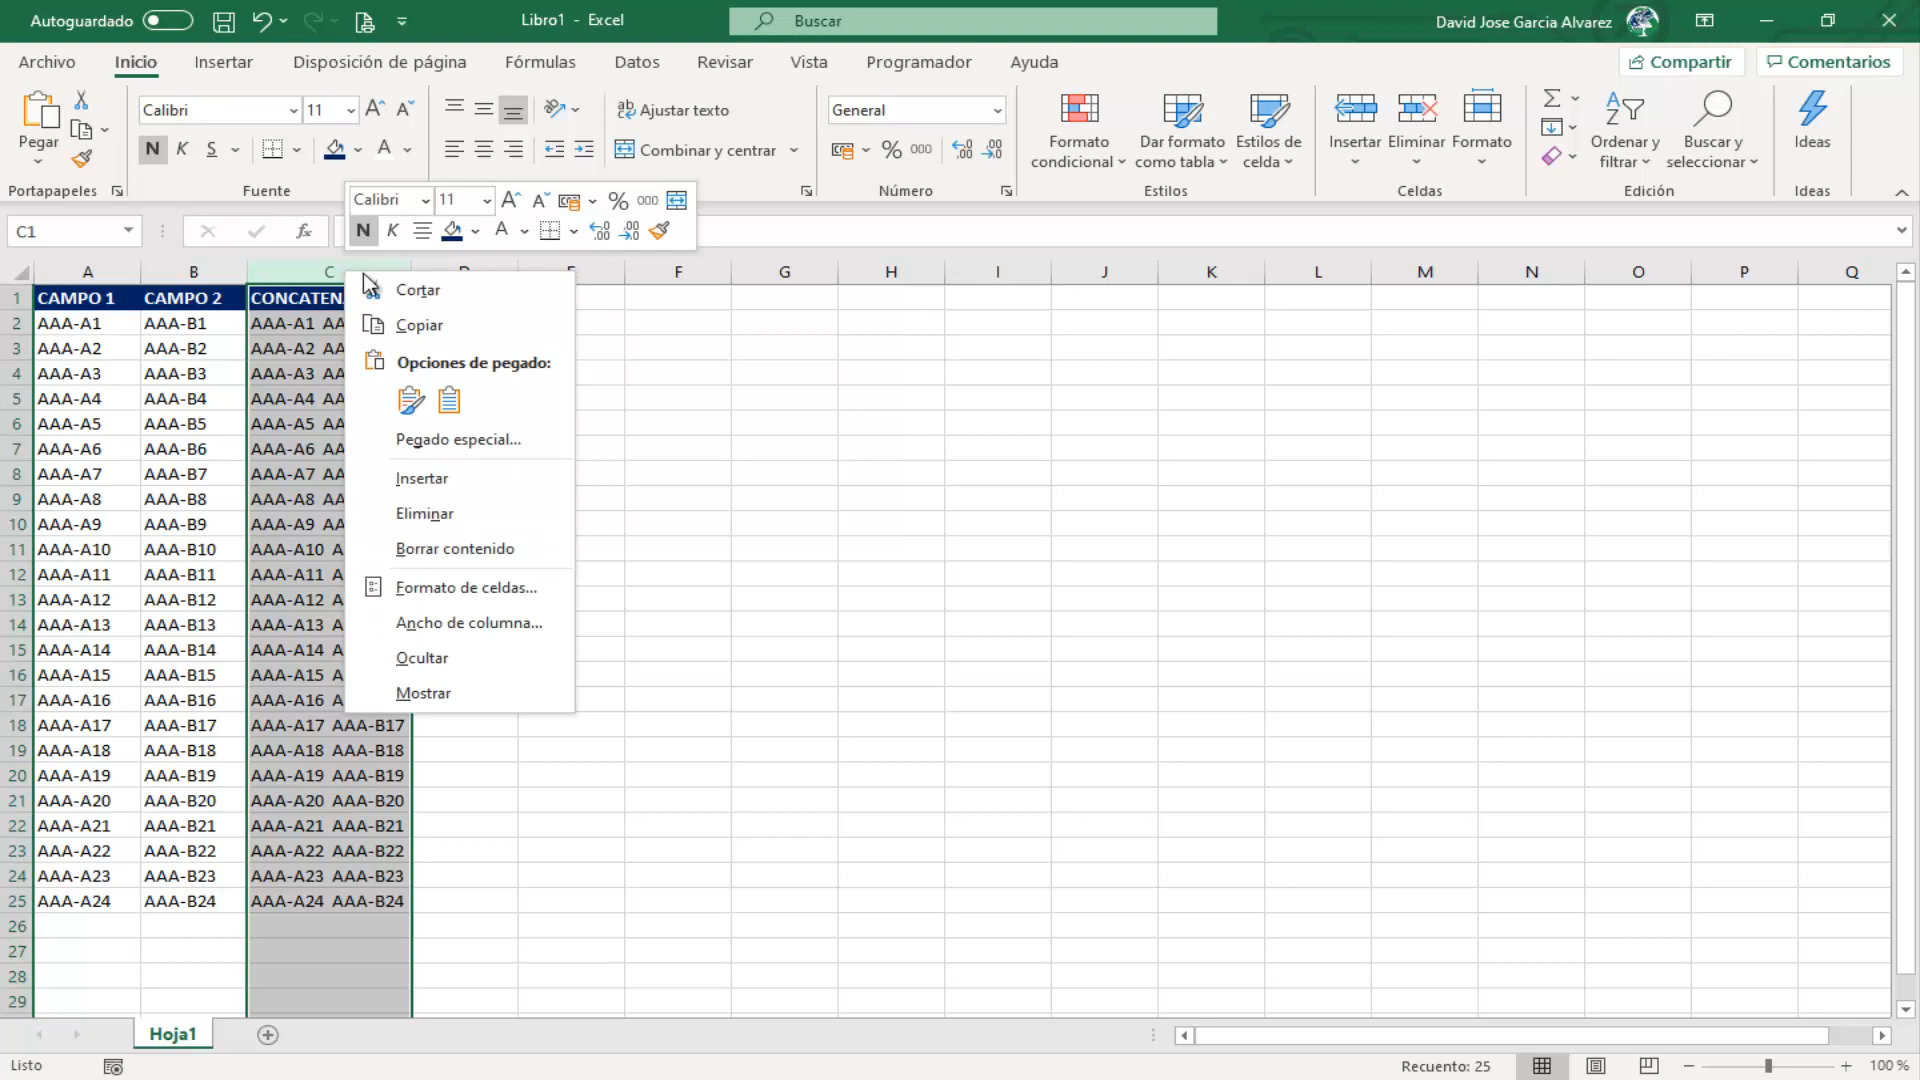 Autoguardado
Libro1 - Excel
Buscar
David Jose Garcia Alvarez
Archivo
Inicio
Insertar
Disposición de página
Fórmulas
Datos
Revisar
Vista
Programador
Ayuda
Compartir
Comentarios
Pegar
Portapapeles
Calibri
11
N K S
Fuente
Ajustar texto
Combinar y centrar
General
% 000
Número
Formato condicional
Dar formato como tabla
Estilos de celda
Estilos
Insertar
Eliminar
Formato
Celdas
Ordenar y filtrar
Buscar y seleccionar
Edición
Ideas
Ideas
Calibri 11 % 000
N K A
C1
fx
A B C F G H I J K L M N O P Q
1 CAMPO 1 CAMPO 2 CONCATEN
2 AAA-A1 AAA-B1 AAA-A1 AA
3 AAA-A2 AAA-B2 AAA-A2 AA
4 AAA-A3 AAA-B3 AAA-A3 AA
5 AAA-A4 AAA-B4 AAA-A4 AA
6 AAA-A5 AAA-B5 AAA-A5 AA
7 AAA-A6 AAA-B6 AAA-A6 AA
8 AAA-A7 AAA-B7 AAA-A7 AA
9 AAA-A8 AAA-B8 AAA-A8 AA
10 AAA-A9 AAA-B9 AAA-A9 AA
11 AAA-A10 AAA-B10 AAA-A10 A
12 AAA-A11 AAA-B11 AAA-A11 A
13 AAA-A12 AAA-B12 AAA-A12 A
14 AAA-A13 AAA-B13 AAA-A13 A
15 AAA-A14 AAA-B14 AAA-A14 A
16 AAA-A15 AAA-B15 AAA-A15 A
17 AAA-A16 AAA-B16 AAA-A16 A
18 AAA-A17 AAA-B17 AAA-A17 AAA-B17
19 AAA-A18 AAA-B18 AAA-A18 AAA-B18
20 AAA-A19 AAA-B19 AAA-A19 AAA-B19
21 AAA-A20 AAA-B20 AAA-A20 AAA-B20
22 AAA-A21 AAA-B21 AAA-A21 AAA-B21
23 AAA-A22 AAA-B22 AAA-A22 AAA-B22
24 AAA-A23 AAA-B23 AAA-A23 AAA-B23
25 AAA-A24 AAA-B24 AAA-A24 AAA-B24
26
27
28
29
Cortar
Copiar
Opciones de pegado:
Pegado especial...
Insertar
Eliminar
Borrar contenido
Formato de celdas...
Ancho de columna...
Ocultar
Mostrar
Hoja1
Listo
Recuento: 25
100 %